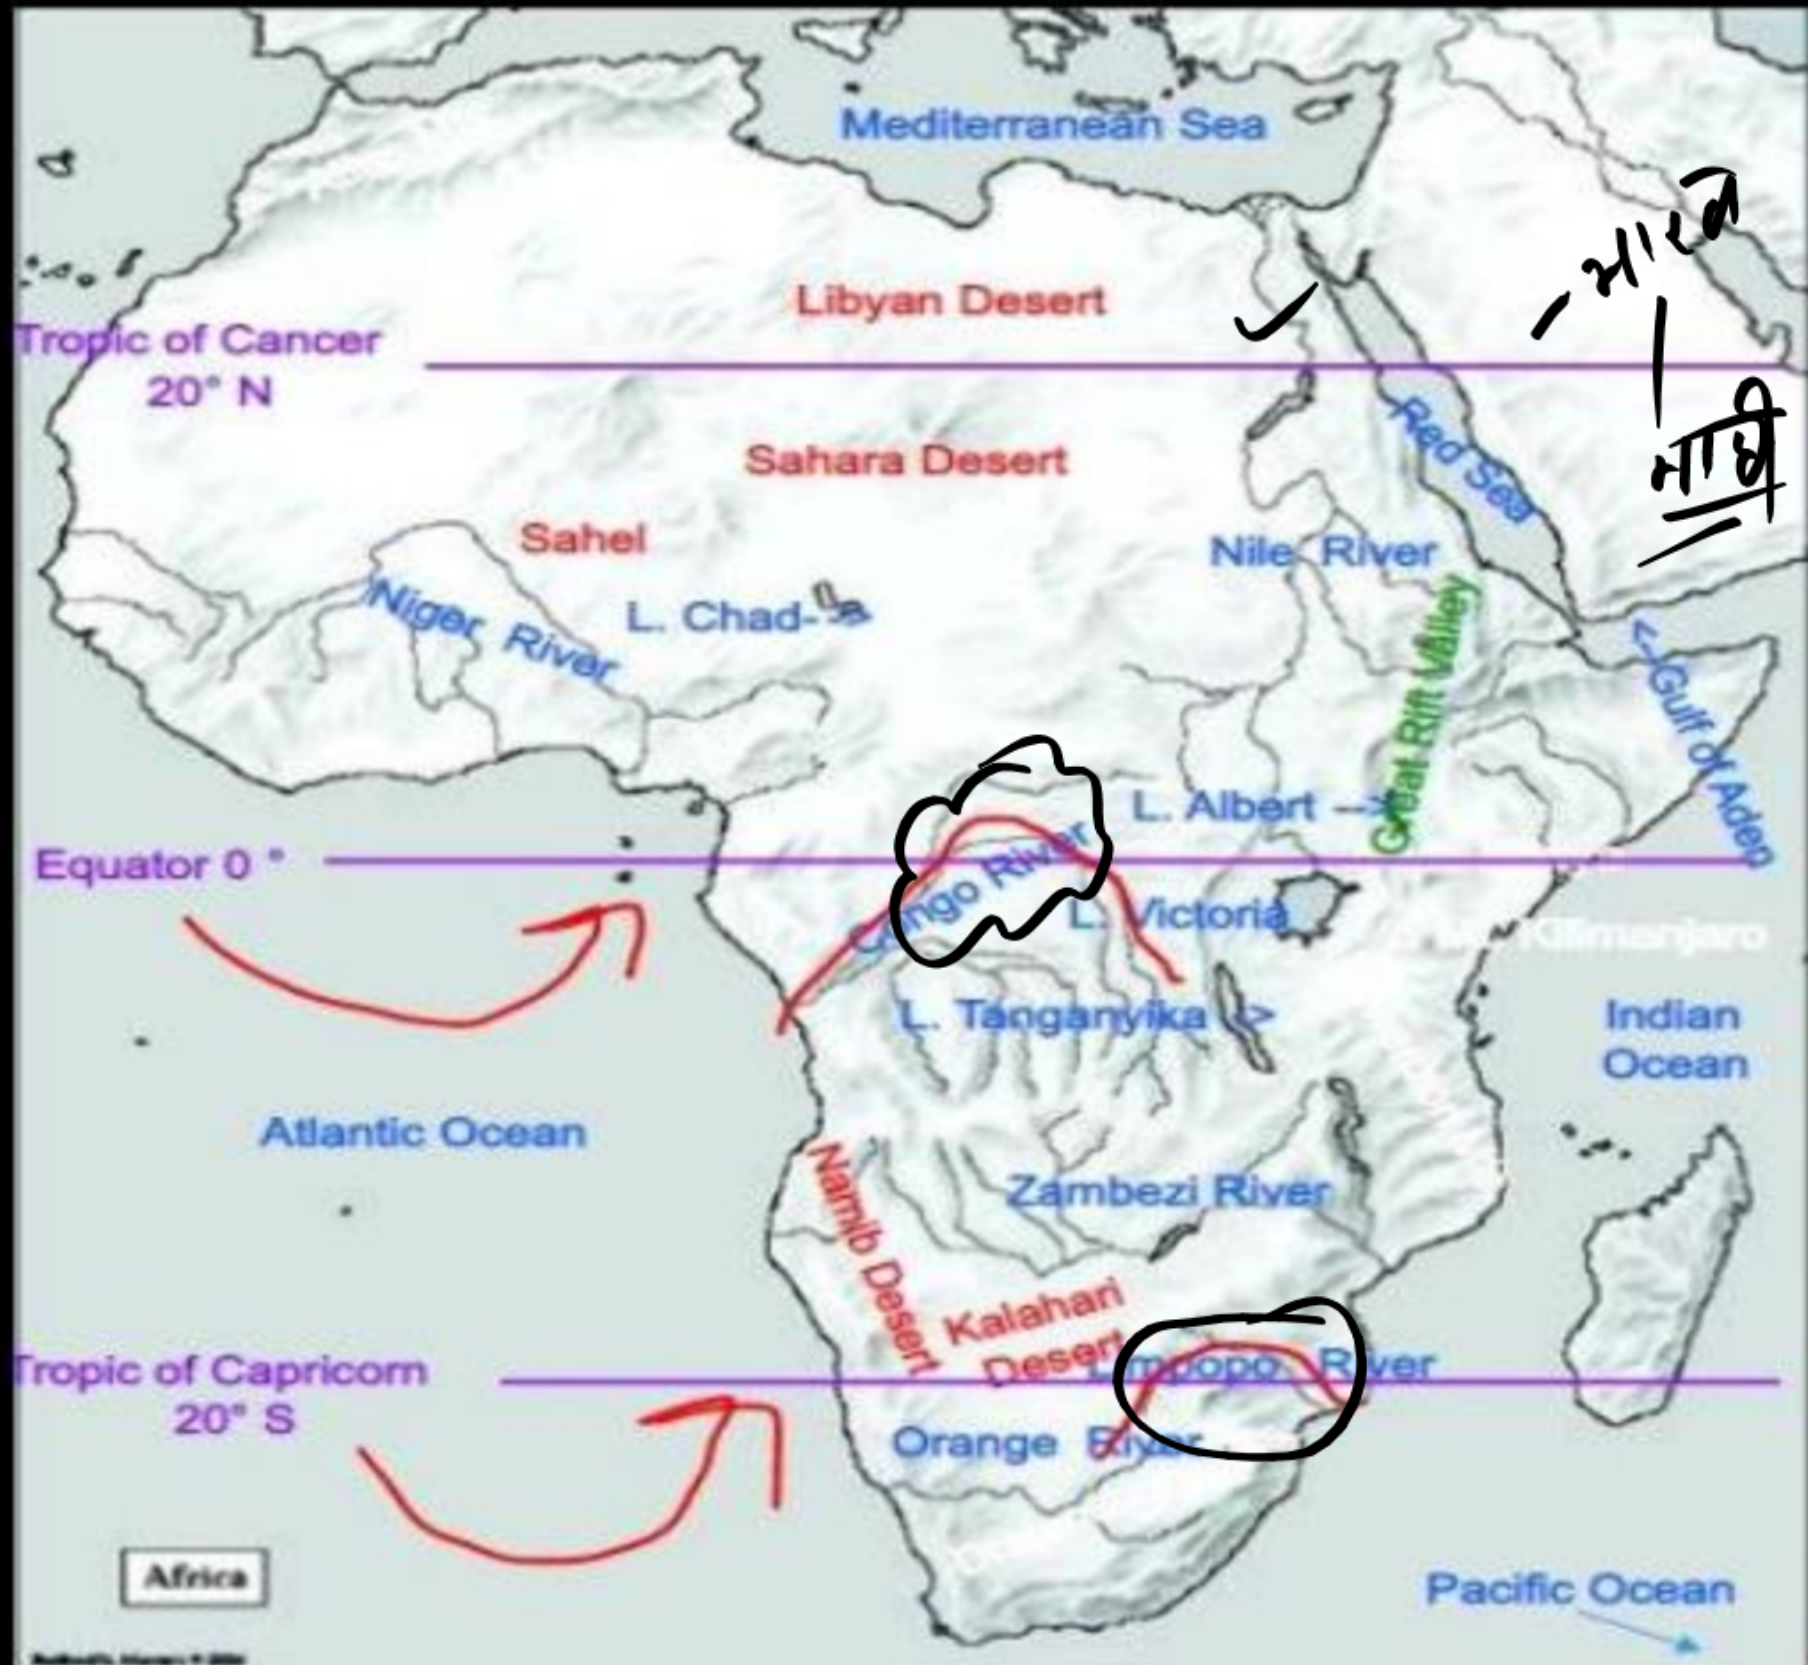 Mediterranean Sea
भारत
Libyan Desert
Tropic of Cancer
20° N
Red Sea
Sahara Desert
Sahel
Nile River
Niger River
L. Chad-
Great Rift Valley
<--Gulf of Aden
L. Albert -->
Equator 0 °
Congo River
L. Victoria
Kilimanjaro
L. Tanganyika ->
Indian
Ocean
Atlantic Ocean
Zambezi River
Namib Desert
Kalahari
Desert
Limpopo River
Tropic of Capricorn
20° S
Orange River
Africa
Pacific Ocean